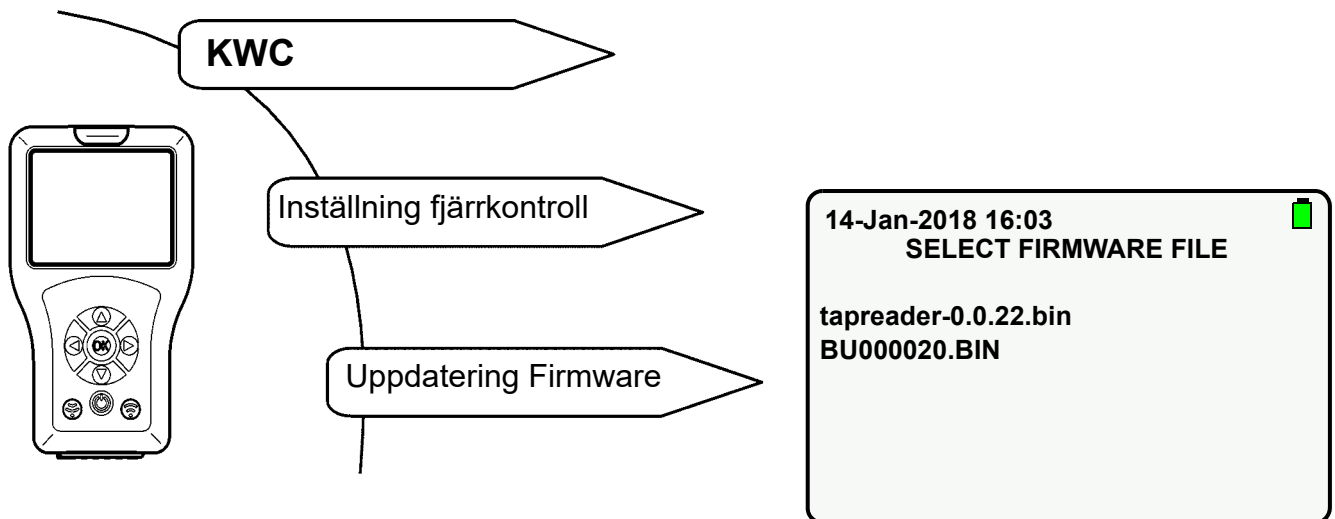 KWC
Inställning fjärrkontroll
Uppdatering Firmware
OK
14-Jan-2018 16:03
SELECT FIRMWARE FILE
tapreader-0.0.22.bin
BU000020.BIN